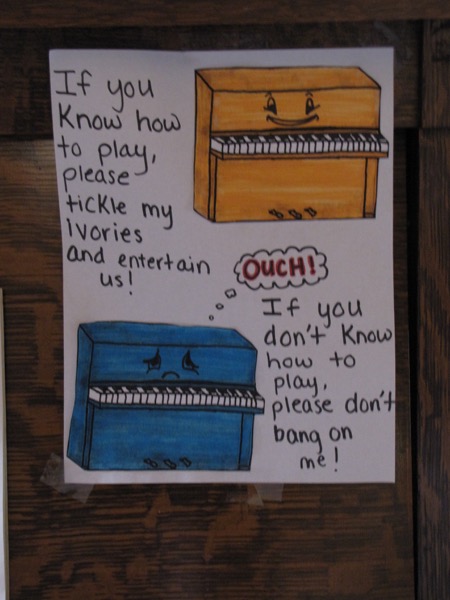 If you
Know how
to play,
please
tickle my
Ivories
and entertain
us!
OUCH!
If you
don't Know
how to
play,
please don't
bang on
me!